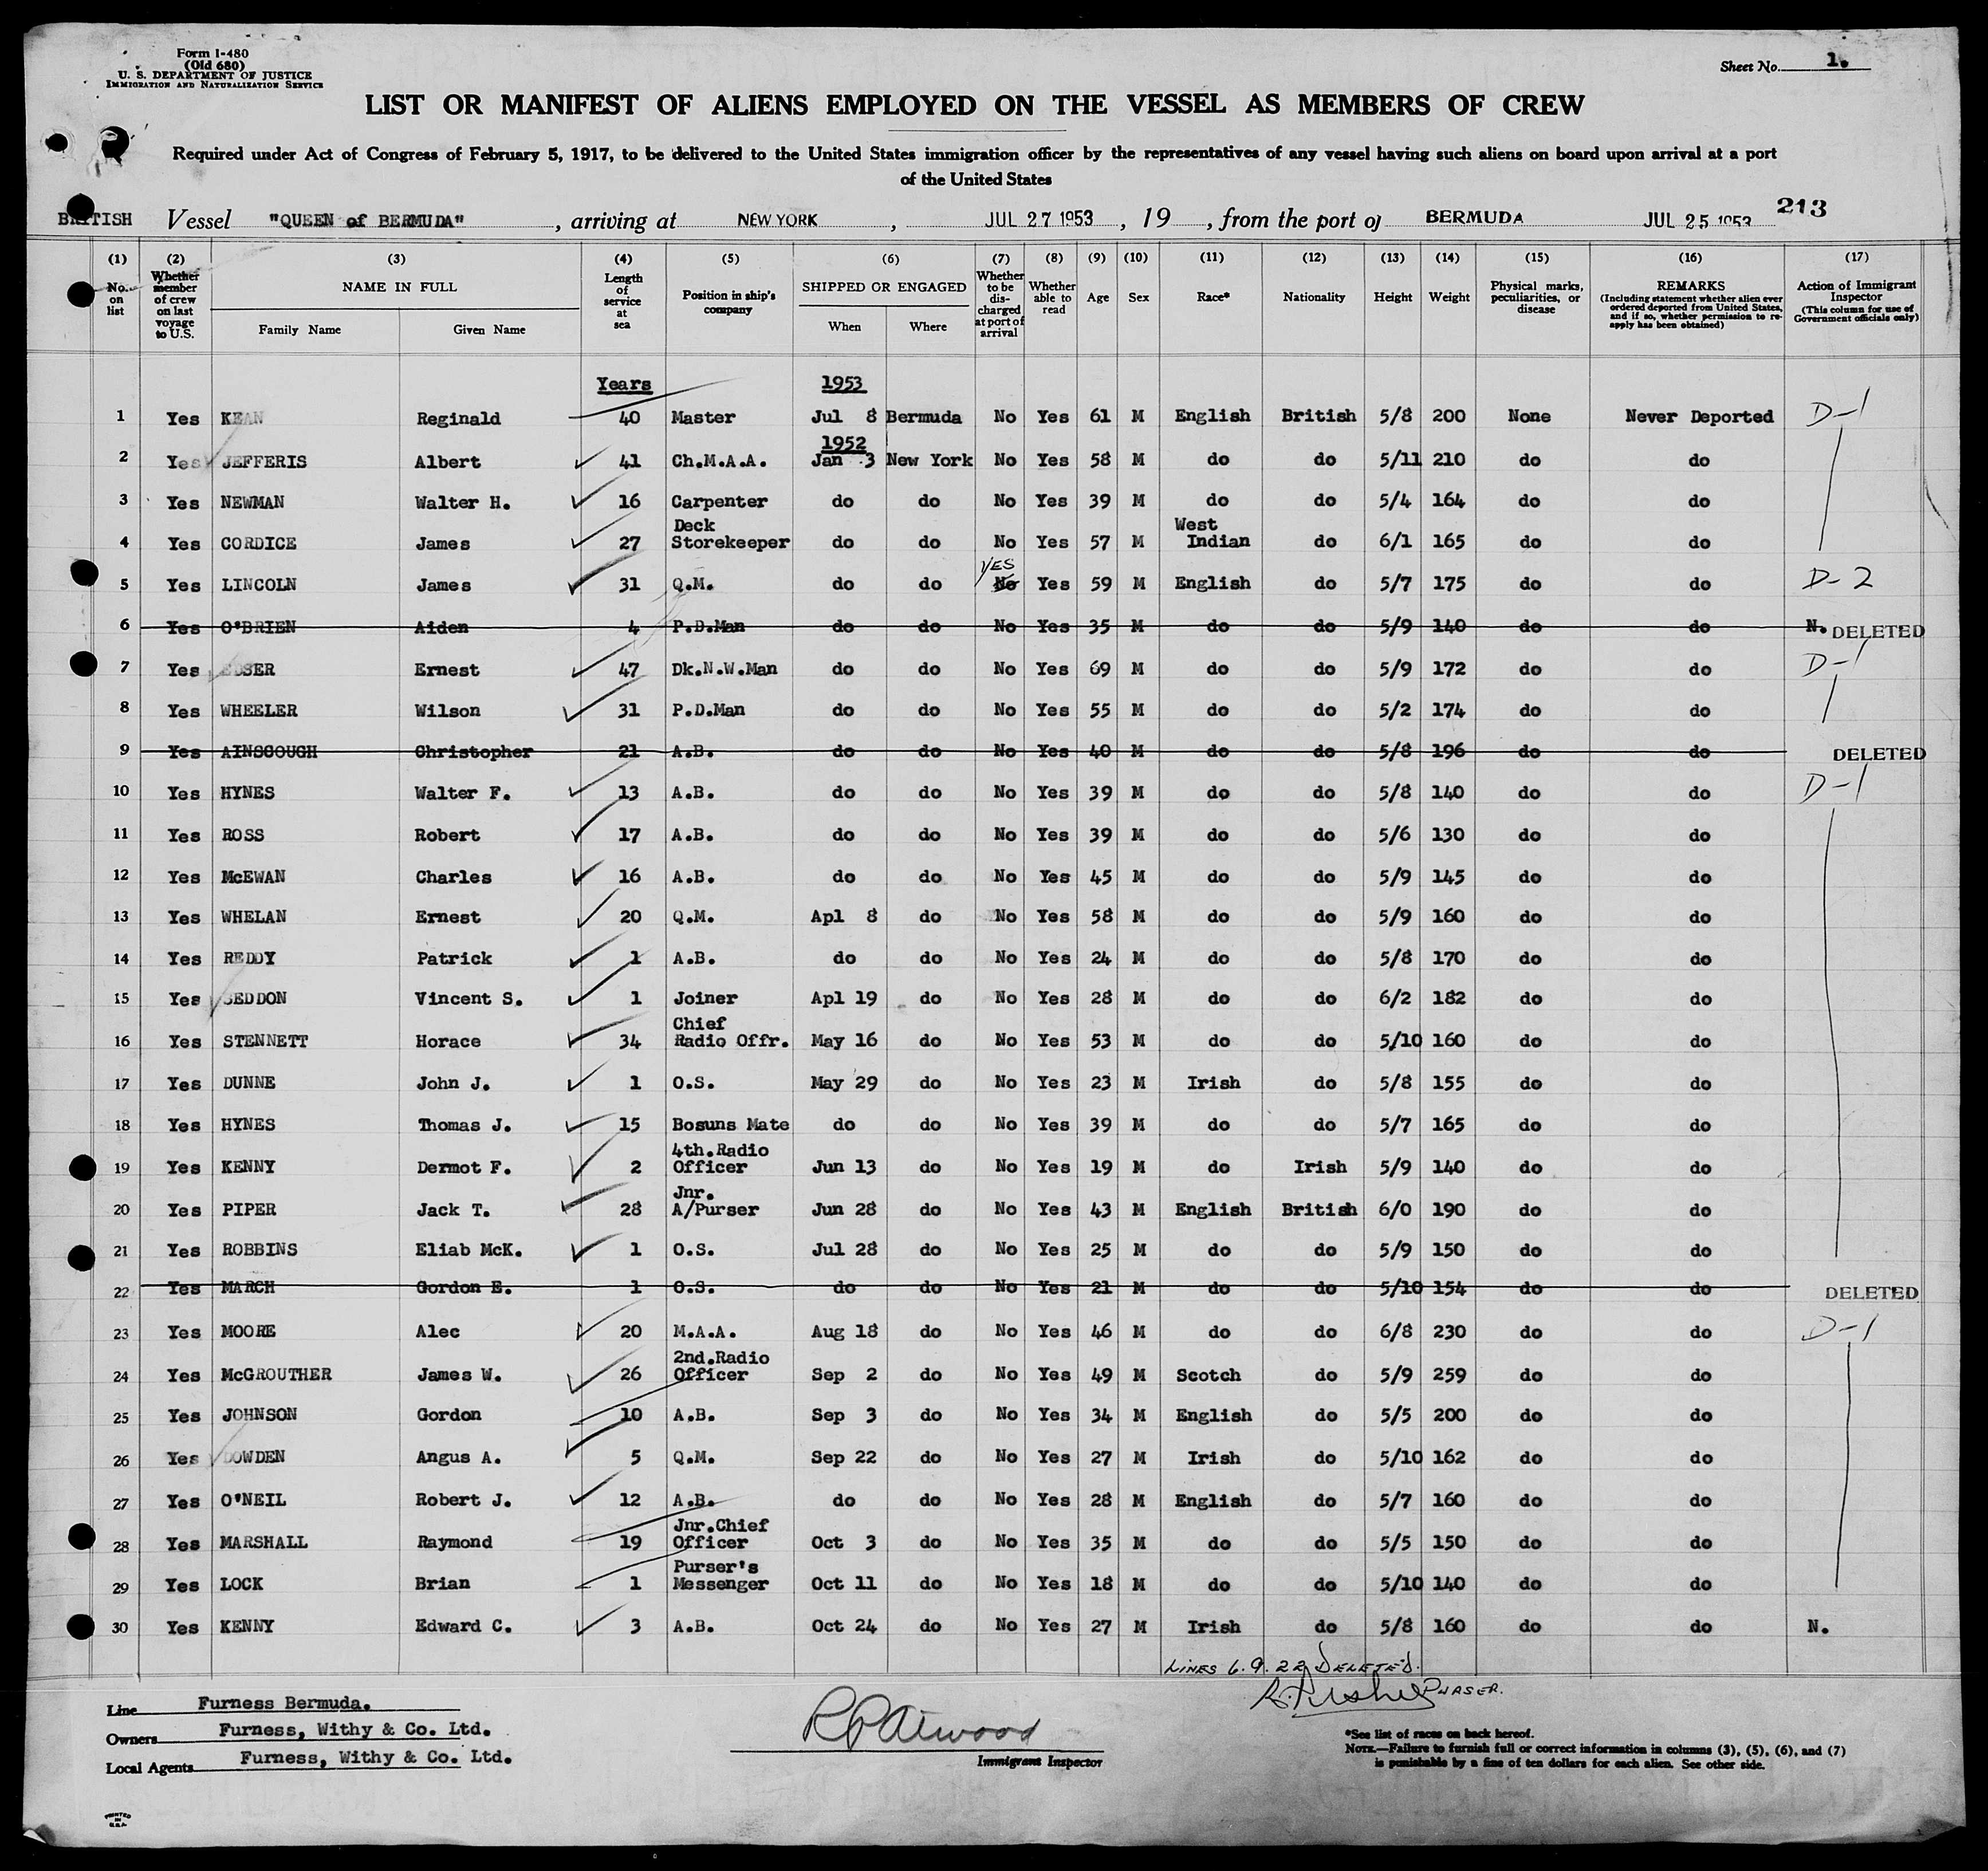 Form I-480
(Old 680)
U. S. DEPARTMENT OF JUSTICE
IMMIGRATION AND NATURALIZATION SERVICE
Sheet No. 1.
LIST OR MANIFEST OF ALIENS EMPLOYED ON THE VESSEL AS MEMBERS OF CREW
Required under Act of Congress of February 5, 1917, to be delivered to the United States immigration officer by the representatives of any vessel having such aliens on board upon arrival at a port
of the United States
213
BRITISH Vessel "QUEEN of BERMUDA", arriving at NEW YORK, JUL 27 1953, 19, from the port of BERMUDA JUL 25 1953
(1) (2) (3) (4) (5) (6) (7) (8) (9) (10) (11) (12) (13) (14) (15) (16) (17)
No. on list Whether member of crew on last voyage to U.S. NAME IN FULL Family Name Given Name Length of service at sea Position in ship's company SHIPPED OR ENGAGED When Where Whether to be discharged at port of arrival Whether able to read Age Sex Race* Nationality Height Weight Physical marks, peculiarities, or disease REMARKS (Including statement whether alien ever ordered deported from United States, and if so, whether permission to re-apply has been obtained) Action of Immigrant Inspector (This column for use of Government officials only)
Years 1953
1 Yes KEAN Reginald 40 Master Jul 8 Bermuda No Yes 61 M English British 5/8 200 None Never Deported D-1
1952
2 Yes JEFFERIS Albert 41 Ch.M.A.A. Jan 3 New York No Yes 58 M do do 5/11 210 do do
3 Yes NEWMAN Walter H. 16 Carpenter do do No Yes 39 M do do 5/4 164 do do
4 Yes CORDICE James 27 Deck Storekeeper do do No Yes 57 M West Indian do 6/1 165 do do
5 Yes LINCOLN James 31 Q.M. do do No YES Yes 59 M English do 5/7 175 do do D-2
6 Yes O'BRIEN Aiden 4 P.D.Man do do No Yes 35 M do do 5/9 140 do do N. DELETED
7 Yes Ernest 47 Dk.N.W.Man do do No Yes 69 M do do 5/9 172 do do D-1
8 Yes WHEELER Wilson 31 P.D.Man do do No Yes 55 M do do 5/2 174 do do
9 Yes AINSCOUGH Christopher 21 A.B. do do No Yes 40 M do do 5/8 196 do do DELETED
10 Yes HYNES Walter F. 13 A.B. do do No Yes 39 M do do 5/8 140 do do D-1
11 Yes ROSS Robert 17 A.B. do do No Yes 39 M do do 5/6 130 do do
12 Yes McEWAN Charles 16 A.B. do do No Yes 45 M do do 5/9 145 do do
13 Yes WHELAN Ernest 20 Q.M. Apl 8 do No Yes 58 M do do 5/9 160 do do
14 Yes REDDY Patrick 1 A.B. do do No Yes 24 M do do 5/8 170 do do
15 Yes SEDDON Vincent S. 1 Joiner Apl 19 do No Yes 28 M do do 6/2 182 do do
16 Yes STENNETT Horace 34 Chief Radio Offr. May 16 do No Yes 53 M do do 5/10 160 do do
17 Yes DUNNE John J. 1 O.S. May 29 do No Yes 23 M Irish do 5/8 155 do do
18 Yes HYNES Thomas J. 15 Bosuns Mate do do No Yes 39 M do do 5/7 165 do do
19 Yes KENNY Dermot F. 2 4th.Radio Officer Jun 13 do No Yes 19 M do Irish 5/9 140 do do
20 Yes PIPER Jack T. 28 Jnr. A/Purser Jun 28 do No Yes 43 M English British 6/0 190 do do
21 Yes ROBBINS Eliab McK. 1 O.S. Jul 28 do No Yes 25 M do do 5/9 150 do do
22 Yes MARCH Gordon E. 1 O.S. do do No Yes 21 M do do 5/10 154 do do DELETED
23 Yes MOORE Alec 20 M.A.A. Aug 18 do No Yes 46 M do do 6/8 230 do do D-1
24 Yes McGROUTHER James W. 26 2nd.Radio Officer Sep 2 do No Yes 49 M Scotch do 5/9 259 do do
25 Yes JOHNSON Gordon 10 A.B. Sep 3 do No Yes 34 M English do 5/5 200 do do
26 Yes DOWDEN Angus A. 5 Q.M. Sep 22 do No Yes 27 M Irish do 5/10 162 do do
27 Yes O'NEIL Robert J. 12 A.B. do do No Yes 28 M English do 5/7 160 do do
28 Yes MARSHALL Raymond 19 Jnr.Chief Officer Oct 3 do No Yes 35 M do do 5/5 150 do do
29 Yes LOCK Brian 1 Purser's Messenger Oct 11 do No Yes 18 M do do 5/10 140 do do
30 Yes KENNY Edward C. 3 A.B. Oct 24 do No Yes 27 M Irish do 5/8 160 do do N.
LINES 6. 9. 22 DELETED.
PURSER.
Line Furness Bermuda.
Owners Furness, Withy & Co. Ltd.
Local Agents Furness, Withy & Co. Ltd.
Immigrant Inspector
*See list of races on back hereof.
NOTE.—Failure to furnish full or correct information in columns (3), (5), (6), and (7)
is punishable by a fine of ten dollars for each alien. See other side.
PRINTED
IN
U.S.A.